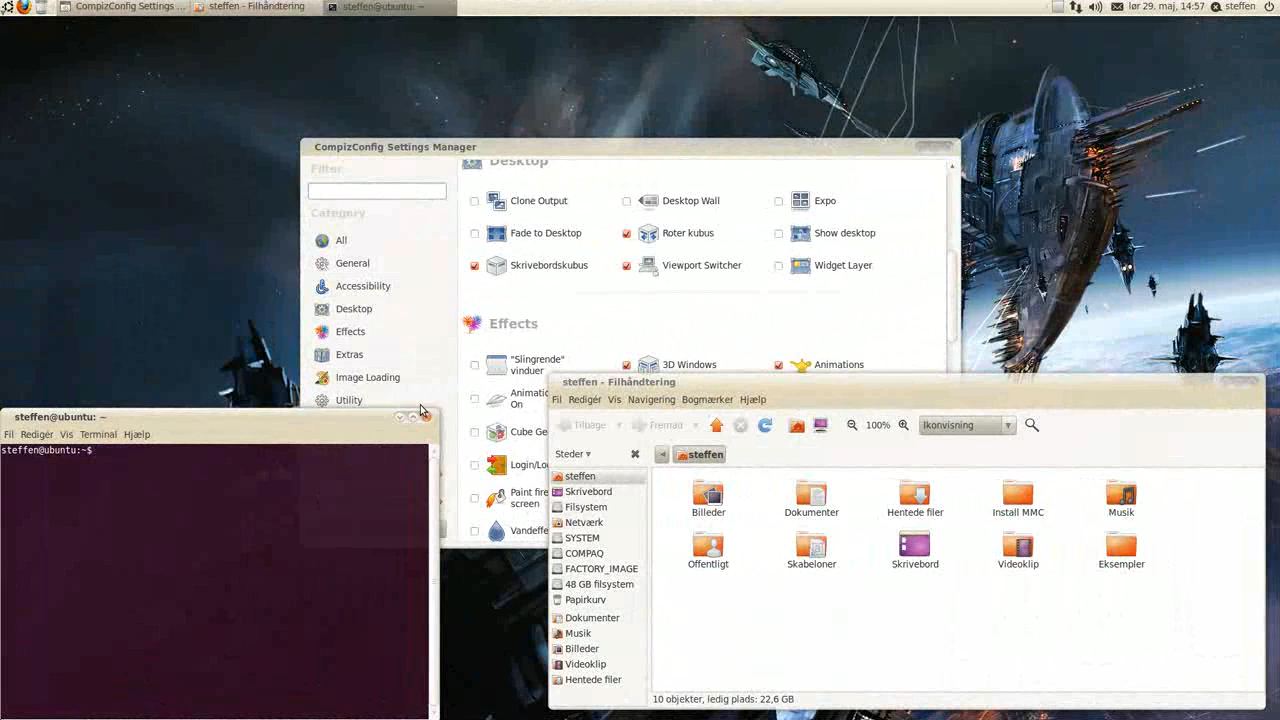 CompizConfig Settings ...
steffen - Filhåndtering
steffen@ubuntu: ~
lør 29. maj, 14:57
steffen
CompizConfig Settings Manager
Filter
Category
All
General
Accessibility
Desktop
Effects
Extras
Image Loading
Utility
Desktop
Clone Output
Desktop Wall
Expo
Fade to Desktop
Roter kubus
Show desktop
Skrivebordskubus
Viewport Switcher
Widget Layer
Effects
"Slingrende"
vinduer
3D Windows
Animations
On
Cube Ge
Paint fire
screen
steffen@ubuntu: ~
Fil Redigér Vis Terminal Hjælp
steffen@ubuntu:~$
steffen - Filhåndtering
Fil Redigér Vis Navigering Bogmærker Hjælp
Tilbage Fremad 100% Ikonvisning
Steder
steffen
steffen
Skrivebord
Filsystem
Netværk
SYSTEM
COMPAQ
FACTORY_IMAGE
48 GB filsystem
Papirkurv
Dokumenter
Musik
Billeder
Videoklip
Hentede filer
Billeder
Dokumenter
Hentede filer
Install MMC
Musik
Offentligt
Skabeloner
Skrivebord
Videoklip
Eksempler
10 objekter, ledig plads: 22,6 GB